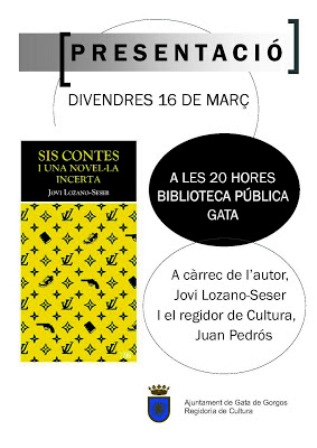 [PRESENTACIÓ]
DIVENDRES 16 DE MARÇ
SIS CONTES
I UNA NOVEL·LA
INCERTA
JOVI LOZANO-SESER
A LES 20 HORES
BIBLIOTECA PÚBLICA
GATA
A càrrec de l'autor,
Jovi Lozano-Seser
I el regidor de Cultura,
Juan Pedrós
Ajuntament de Gata de Gorgos
Regidoria de Cultura